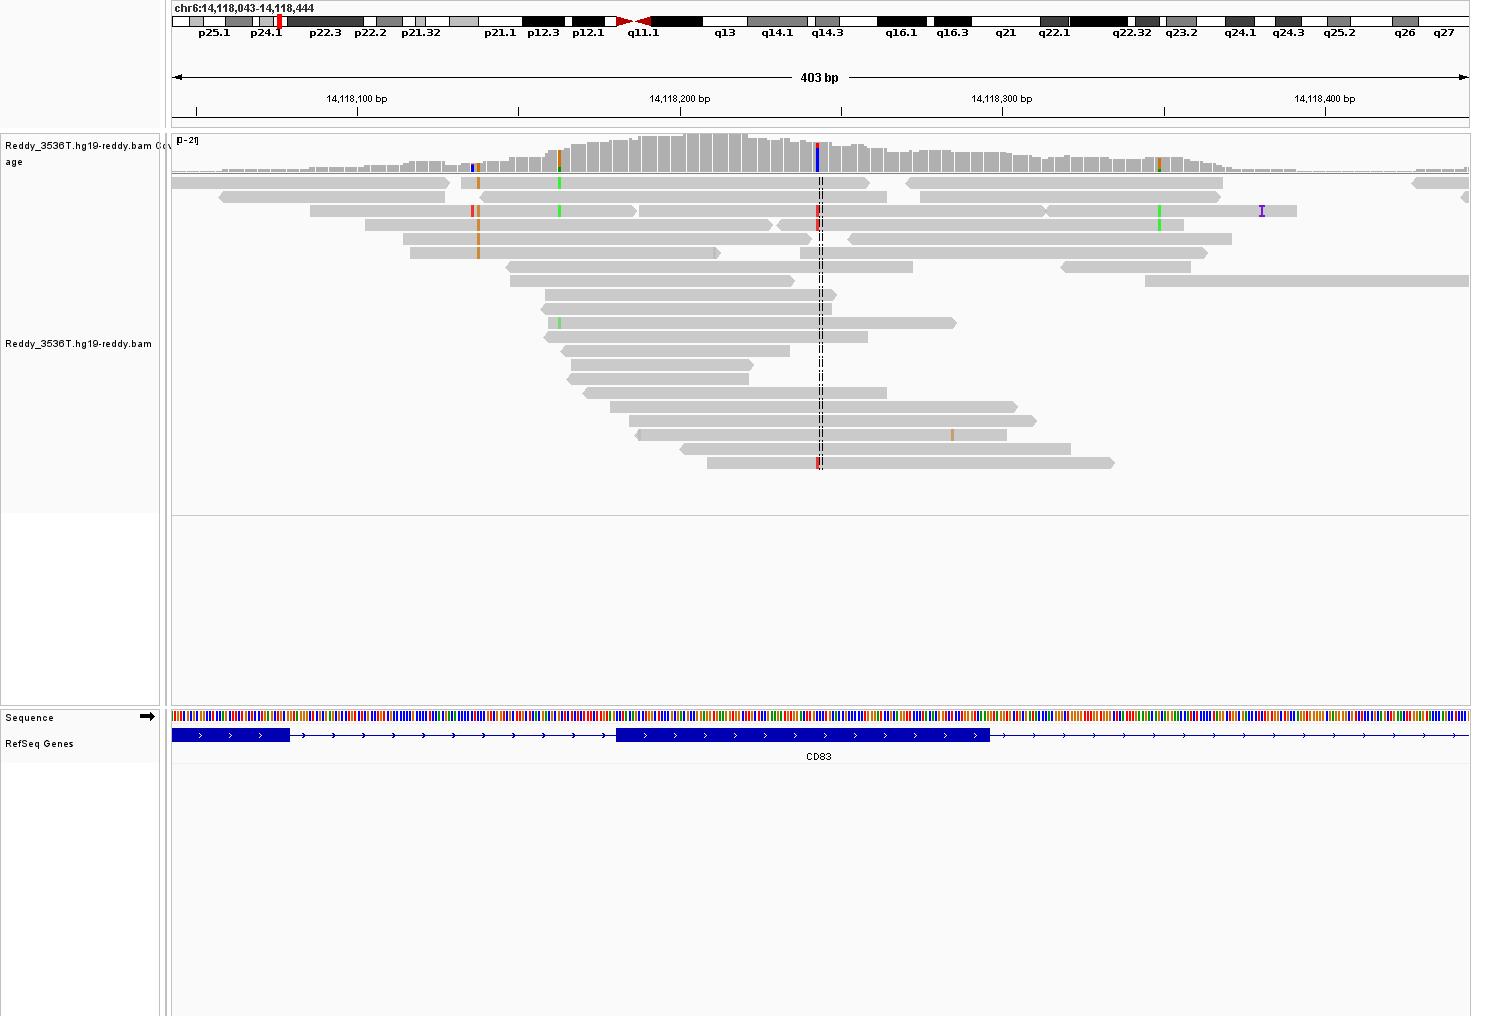 chr6:14,118,043-14,118,444
p25.1 p24.1 p22.3 p22.2 p21.32 p21.1 p12.3 p12.1 q11.1 q13 q14.1 q14.3 q16.1 q16.3 q21 q22.1 q22.32 q23.2 q24.1 q24.3 q25.2 q26 q27
403 bp
14,118,100 bp 14,118,200 bp 14,118,300 bp 14,118,400 bp
Reddy_3536T.hg19-reddy.bam Cov
age
[0-21]
Reddy_3536T.hg19-reddy.bam
Sequence
RefSeq Genes
CD83